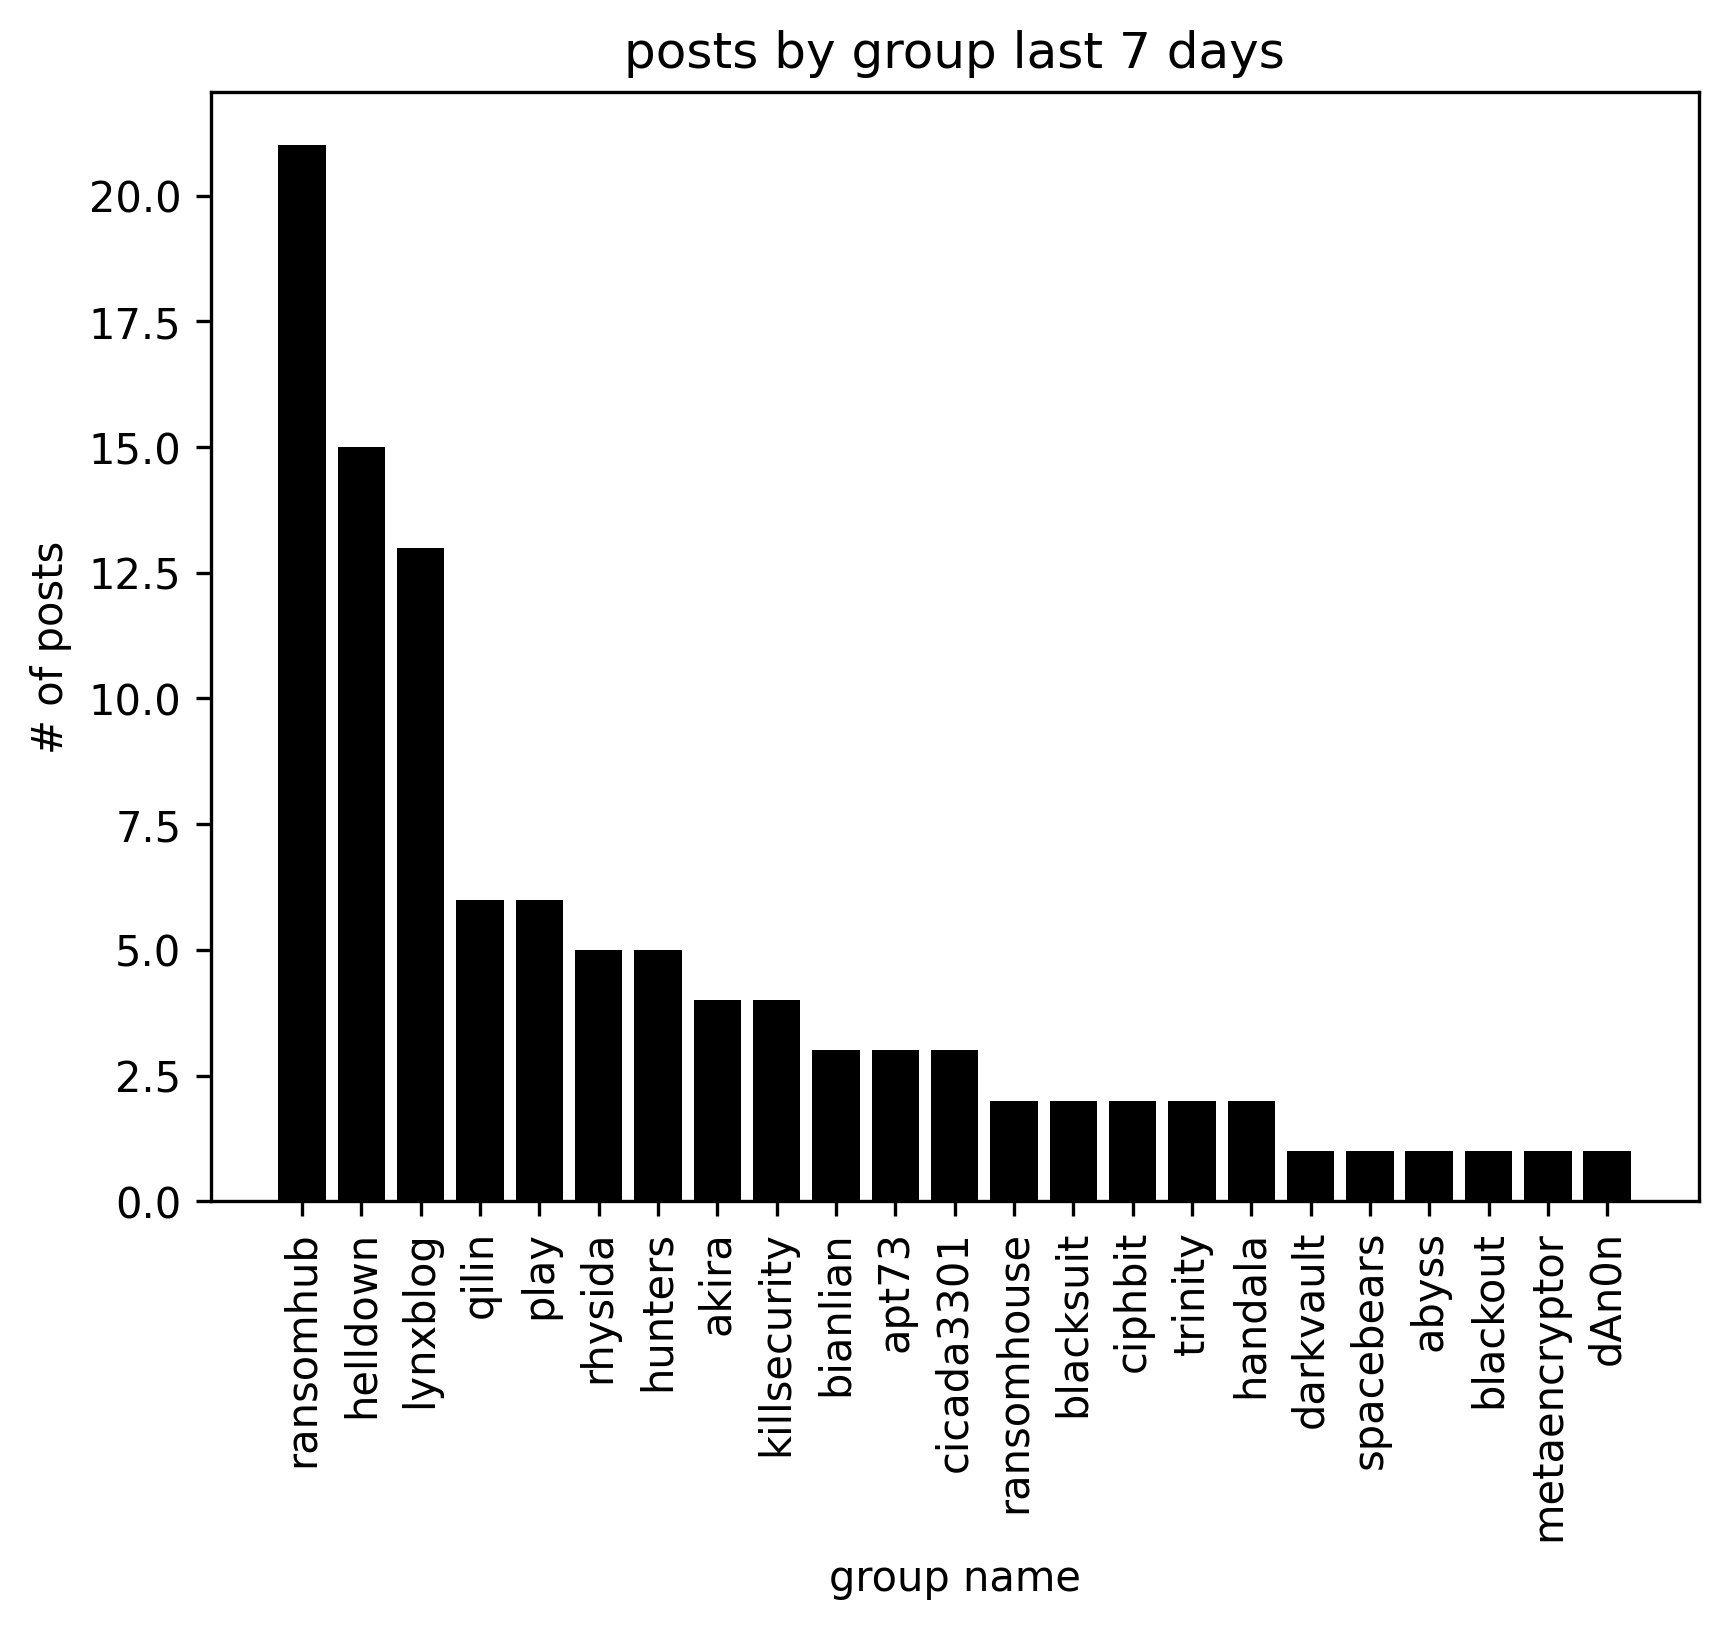 posts by group last 7 days
# of posts
20.0
17.5
15.0
12.5
10.0
7.5
5.0
2.5
0.0
ransomhub
helldown
lynxblog
qilin
play
rhysida
hunters
akira
killsecurity
bianlian
apt73
cicada3301
ransomhouse
blacksuit
ciphbit
trinity
handala
darkvault
spacebears
abyss
blackout
metaencryptor
dAn0n
group name